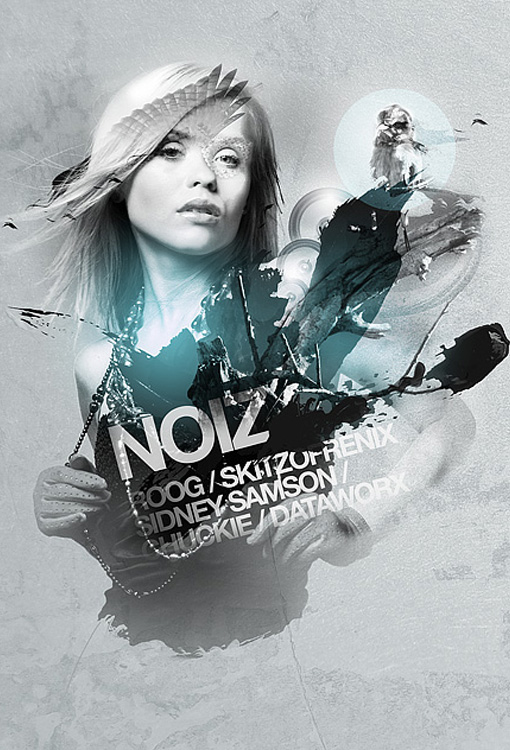 NOIZ
ROOG / SKITZOFRENIX
SIDNEY SAMSON /
CHUCKIE / DATAWORX